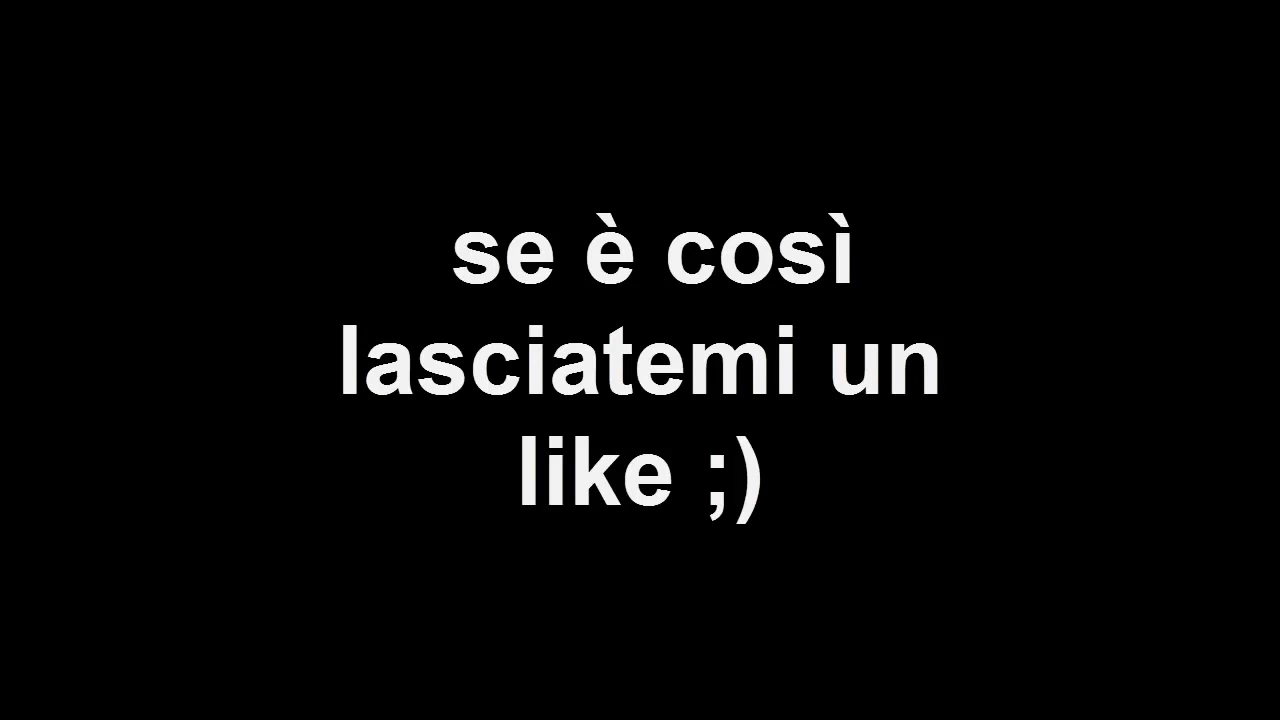 se è così
lasciatemi un
like ;)